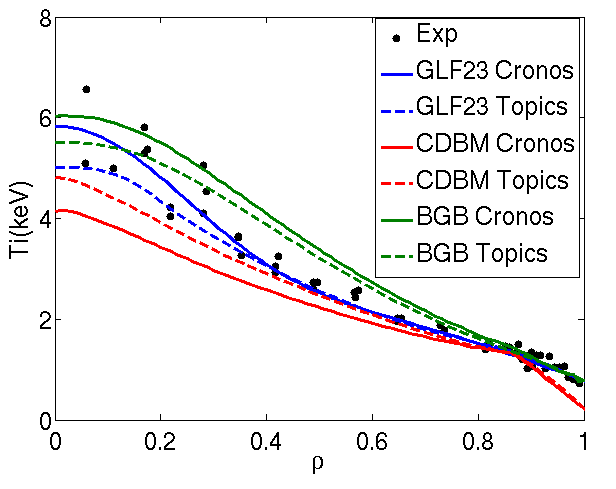 8
6
4
2
0
Ti(keV)
0
0.2
0.4
0.6
0.8
1
ρ
Exp
GLF23 Cronos
GLF23 Topics
CDBM Cronos
CDBM Topics
BGB Cronos
BGB Topics